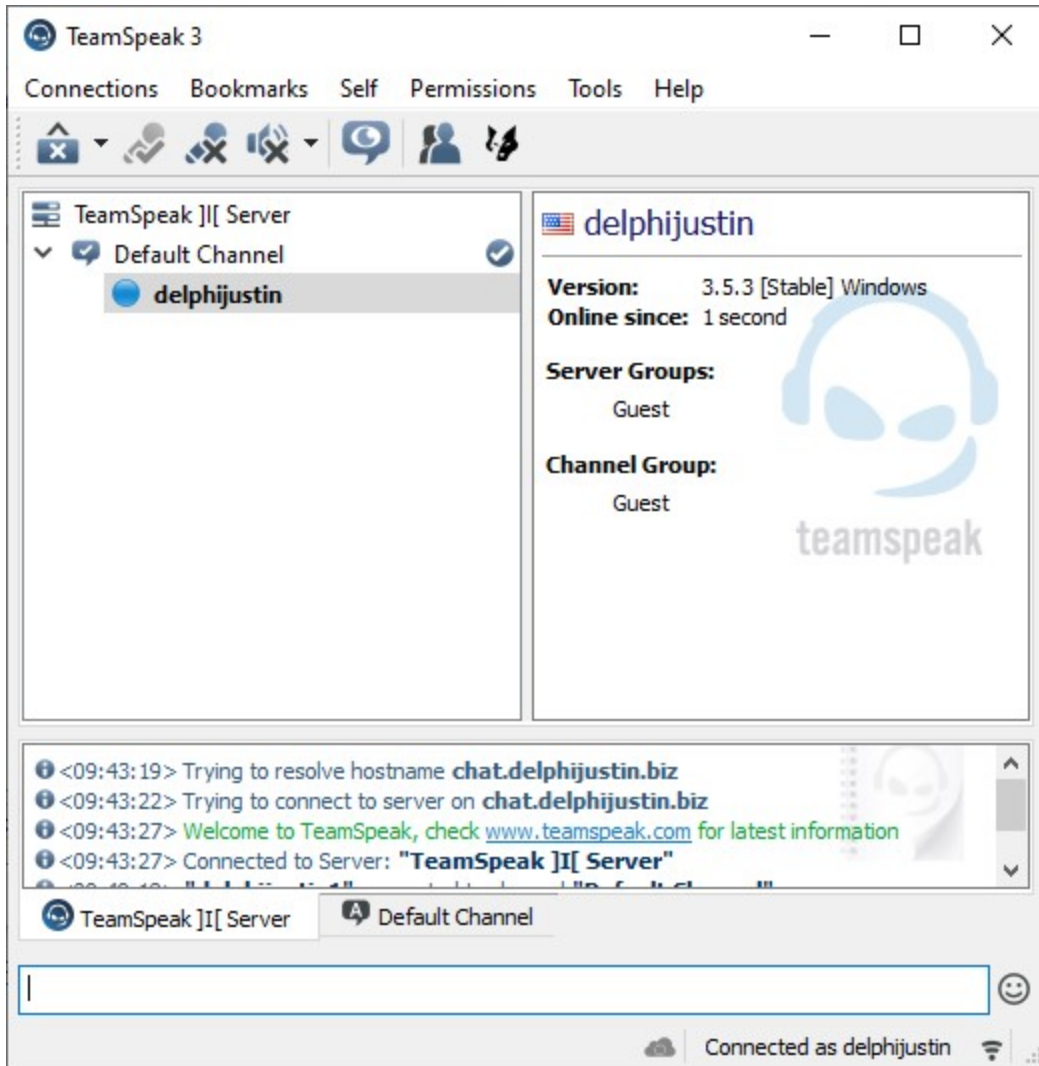 TeamSpeak 3
Connections Bookmarks Self Permissions Tools Help
TeamSpeak ]I[ Server
Default Channel
delphijustin
delphijustin
Version: 3.5.3 [Stable] Windows
Online since: 1 second
Server Groups:
Guest
Channel Group:
Guest
teamspeak
<09:43:19> Trying to resolve hostname chat.delphijustin.biz
<09:43:22> Trying to connect to server on chat.delphijustin.biz
<09:43:27> Welcome to TeamSpeak, check www.teamspeak.com for latest information
<09:43:27> Connected to Server: "TeamSpeak ]I[ Server"
TeamSpeak ]I[ Server
Default Channel
Connected as delphijustin